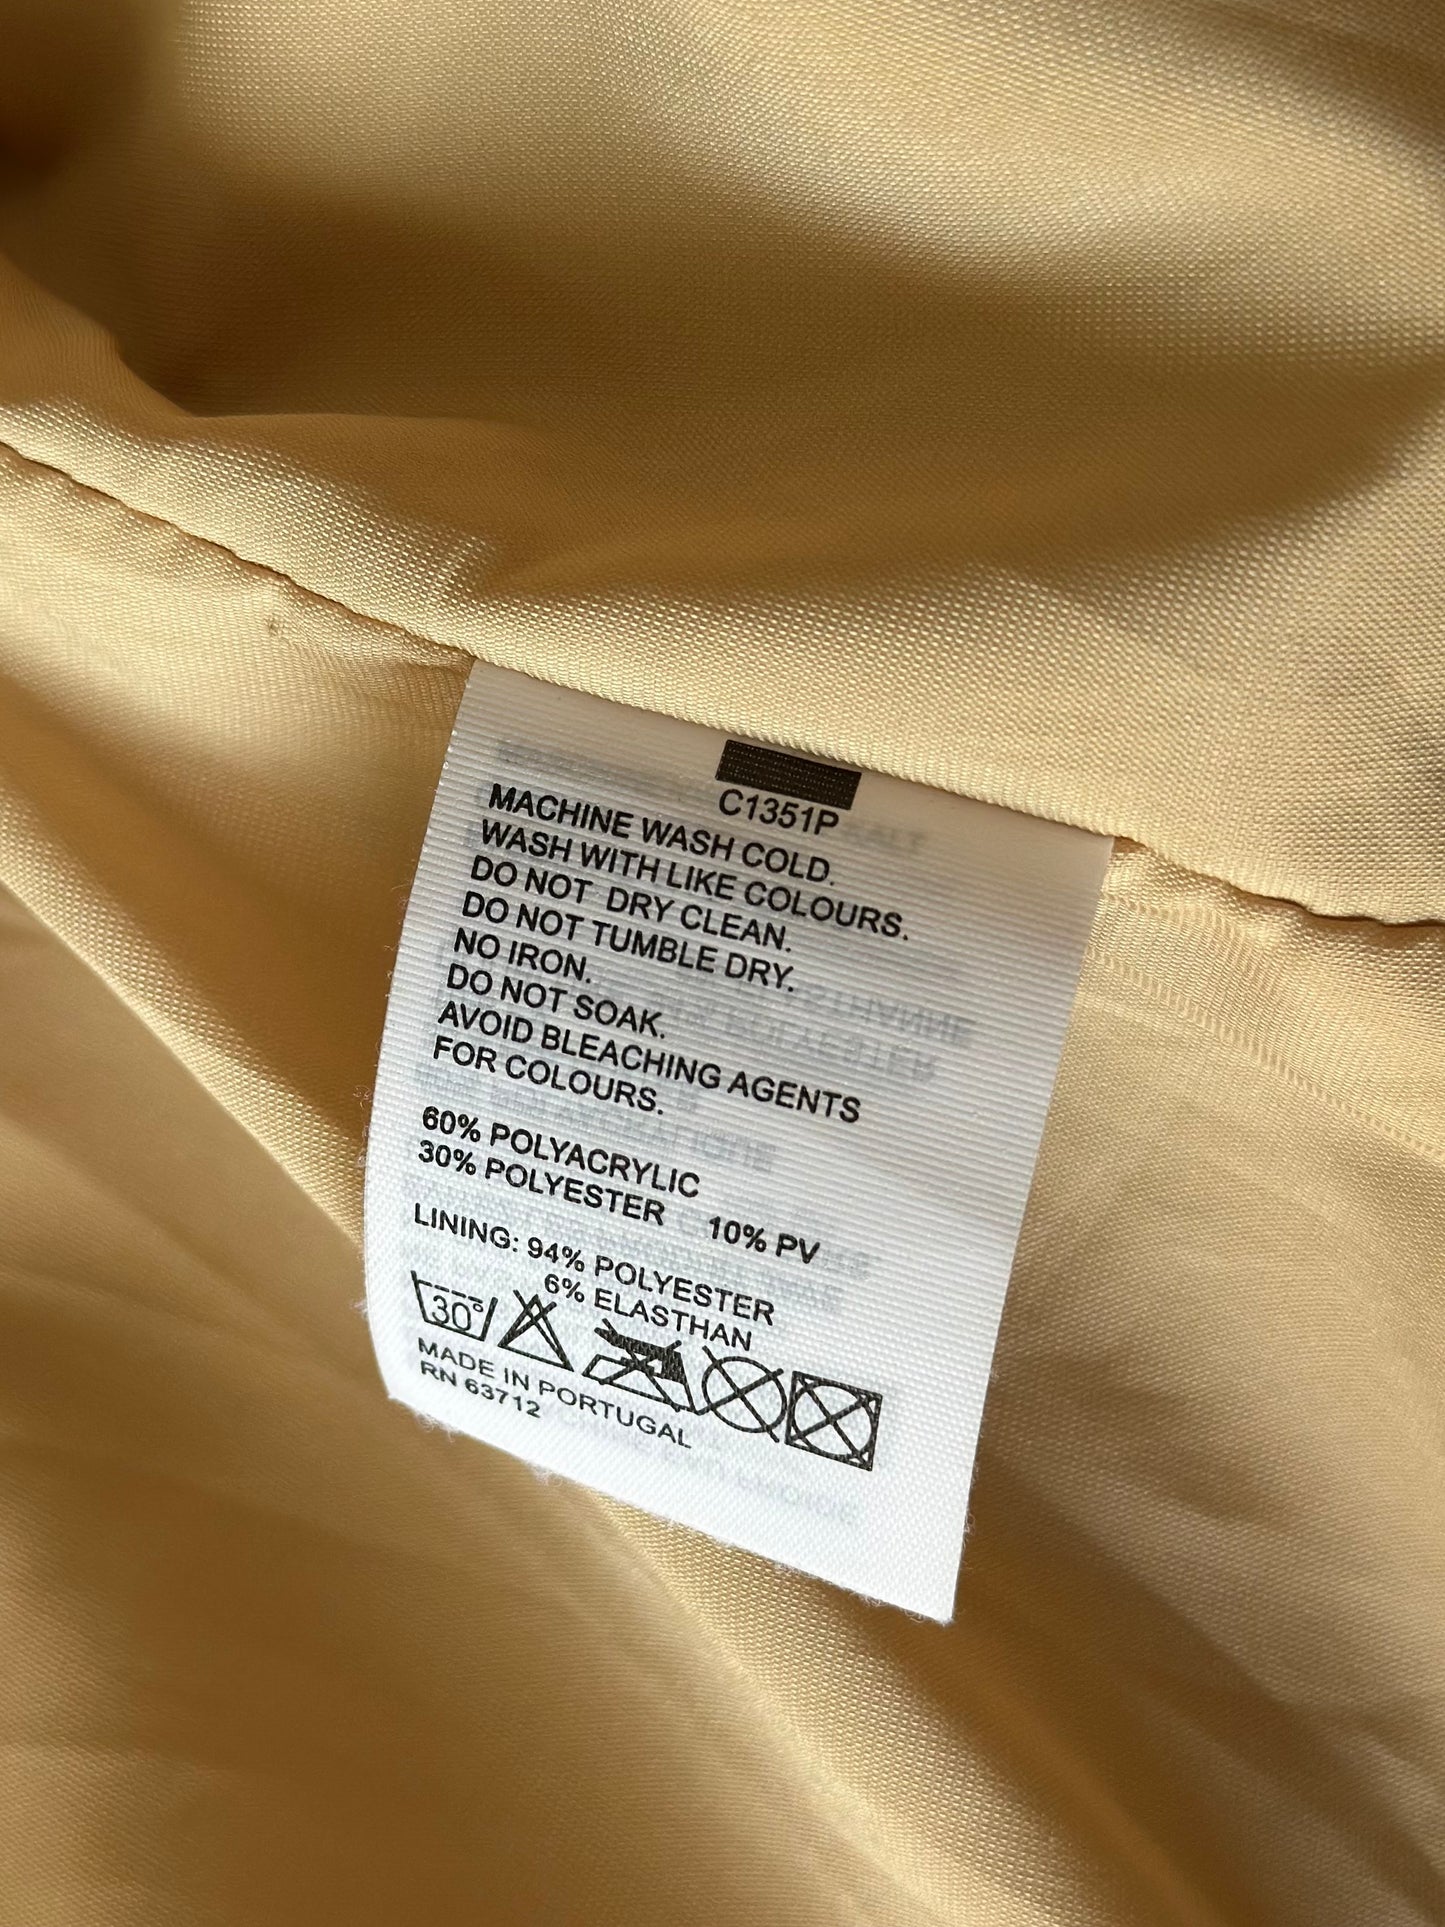 C1351P
MACHINE WASH COLD.
WASH WITH LIKE COLOURS.
DO NOT DRY CLEAN.
DO NOT TUMBLE DRY.
NO IRON.
DO NOT SOAK.
AVOID BLEACHING AGENTS
FOR COLOURS.
60% POLYACRYLIC
30% POLYESTER 10% PV
LINING: 94% POLYESTER
6% ELASTHAN
30°
MADE IN PORTUGAL
RN 63712